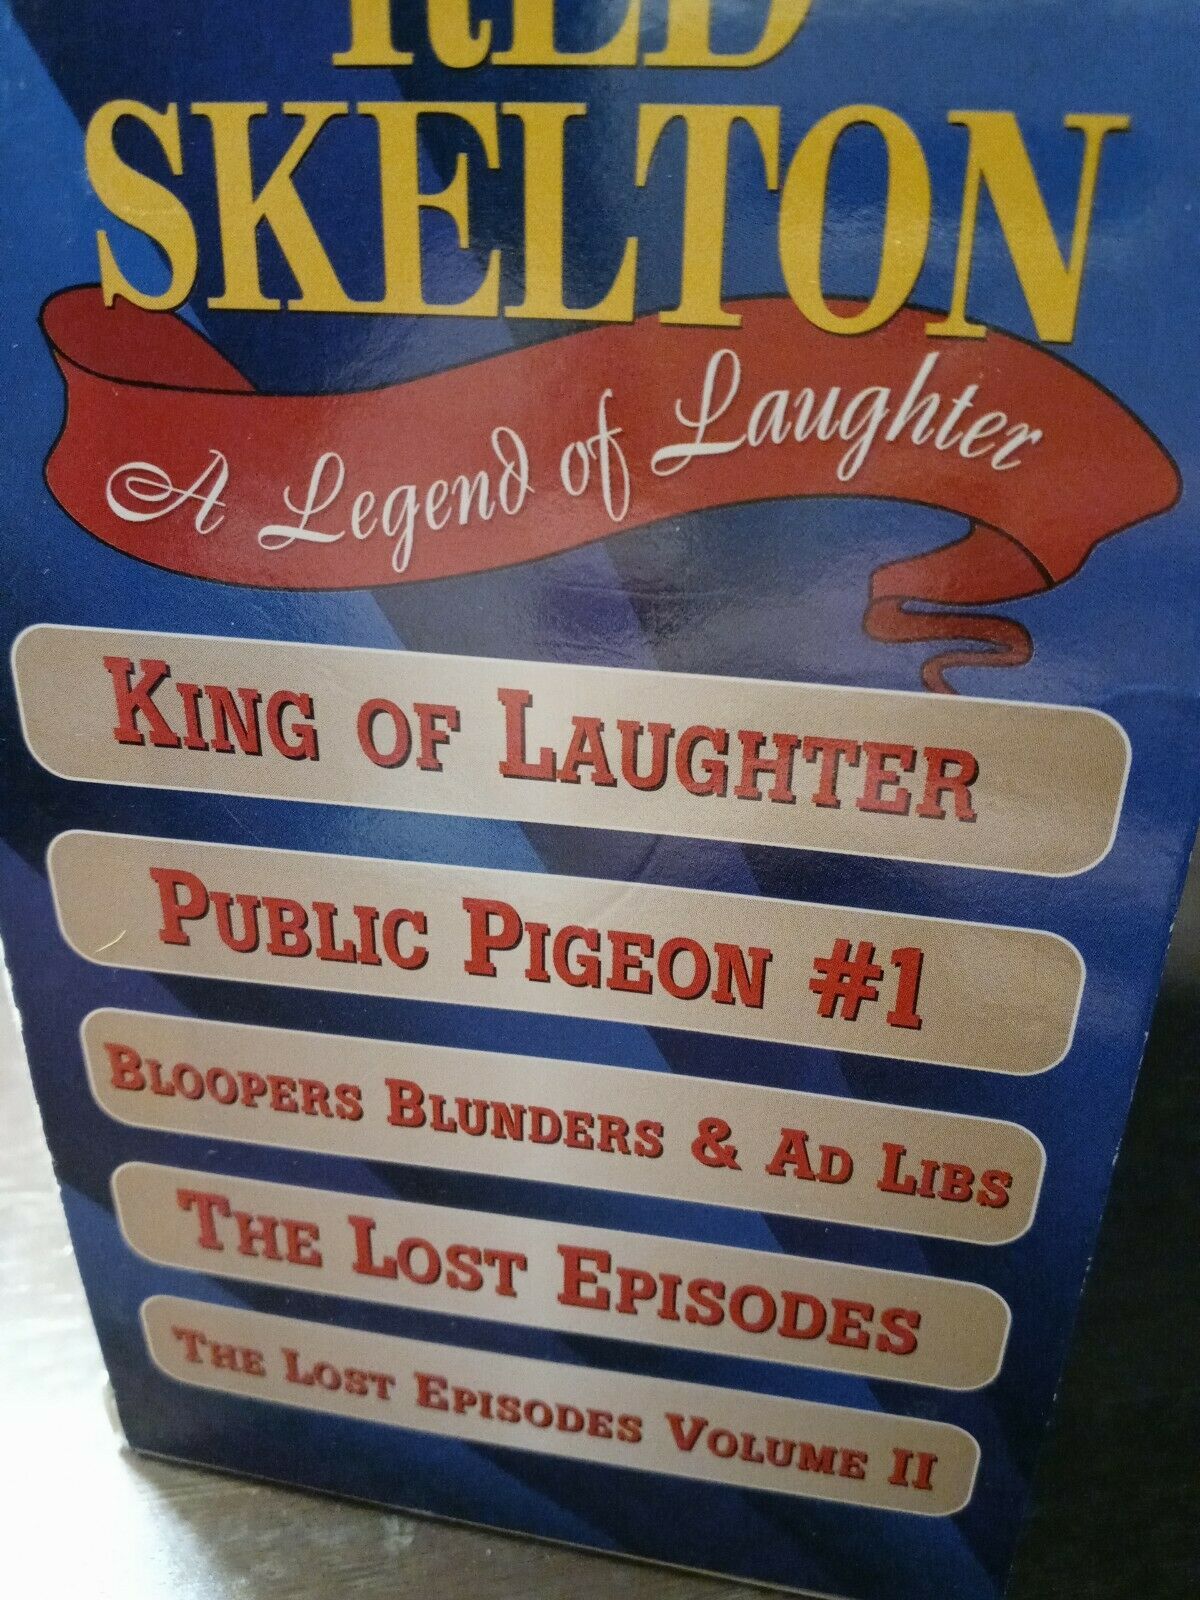 RED
SKELTON
A Legend of Laughter
KING OF LAUGHTER
PUBLIC PIGEON #1
BLOOPERS BLUNDERS & AD LIBS
THE LOST EPISODES
THE LOST EPISODES VOLUME II